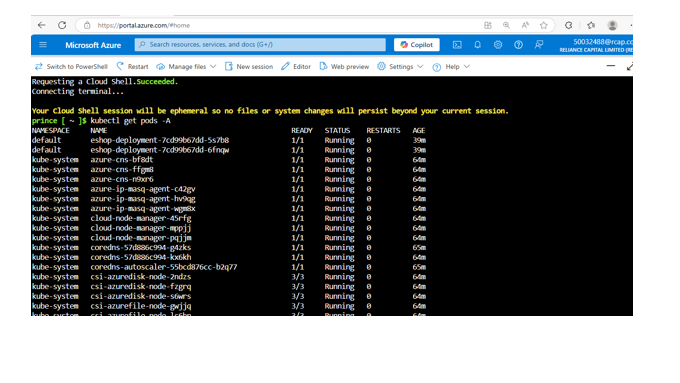 https://portal.azure.com/#home
Microsoft Azure Search resources, services, and docs (G+/) Copilot 50032488@rcap.co
RELIANCE CAPITAL LIMITED (RE
Switch to PowerShell Restart Manage files New session Editor Web preview Settings Help
Requesting a Cloud Shell.Succeeded.
Connecting terminal...
Your Cloud Shell session will be ephemeral so no files or system changes will persist beyond your current session.
prince [ ~ ]$ kubectl get pods -A
NAMESPACE NAME READY STATUS RESTARTS AGE
default eshop-deployment-7cd99b67dd-5s7b8 1/1 Running 0 39m
default eshop-deployment-7cd99b67dd-6fnqw 1/1 Running 0 39m
kube-system azure-cns-bf8dt 1/1 Running 0 64m
kube-system azure-cns-ffgm8 1/1 Running 0 64m
kube-system azure-cns-n9xr6 1/1 Running 0 64m
kube-system azure-ip-masq-agent-c42gv 1/1 Running 0 64m
kube-system azure-ip-masq-agent-hv9qg 1/1 Running 0 64m
kube-system azure-ip-masq-agent-wgm8x 1/1 Running 0 64m
kube-system cloud-node-manager-45rfg 1/1 Running 0 64m
kube-system cloud-node-manager-mppjj 1/1 Running 0 64m
kube-system cloud-node-manager-pqjjm 1/1 Running 0 64m
kube-system coredns-57d886c994-g4zks 1/1 Running 0 65m
kube-system coredns-57d886c994-kx6kh 1/1 Running 0 64m
kube-system coredns-autoscaler-55bcd876cc-b2q77 1/1 Running 0 65m
kube-system csi-azuredisk-node-2ndzs 3/3 Running 0 64m
kube-system csi-azuredisk-node-fzgrq 3/3 Running 0 64m
kube-system csi-azuredisk-node-s6wrs 3/3 Running 0 64m
kube-system csi-azurefile-node-gwjjq 3/3 Running 0 64m
kube-system 3/3 Running 0 64m